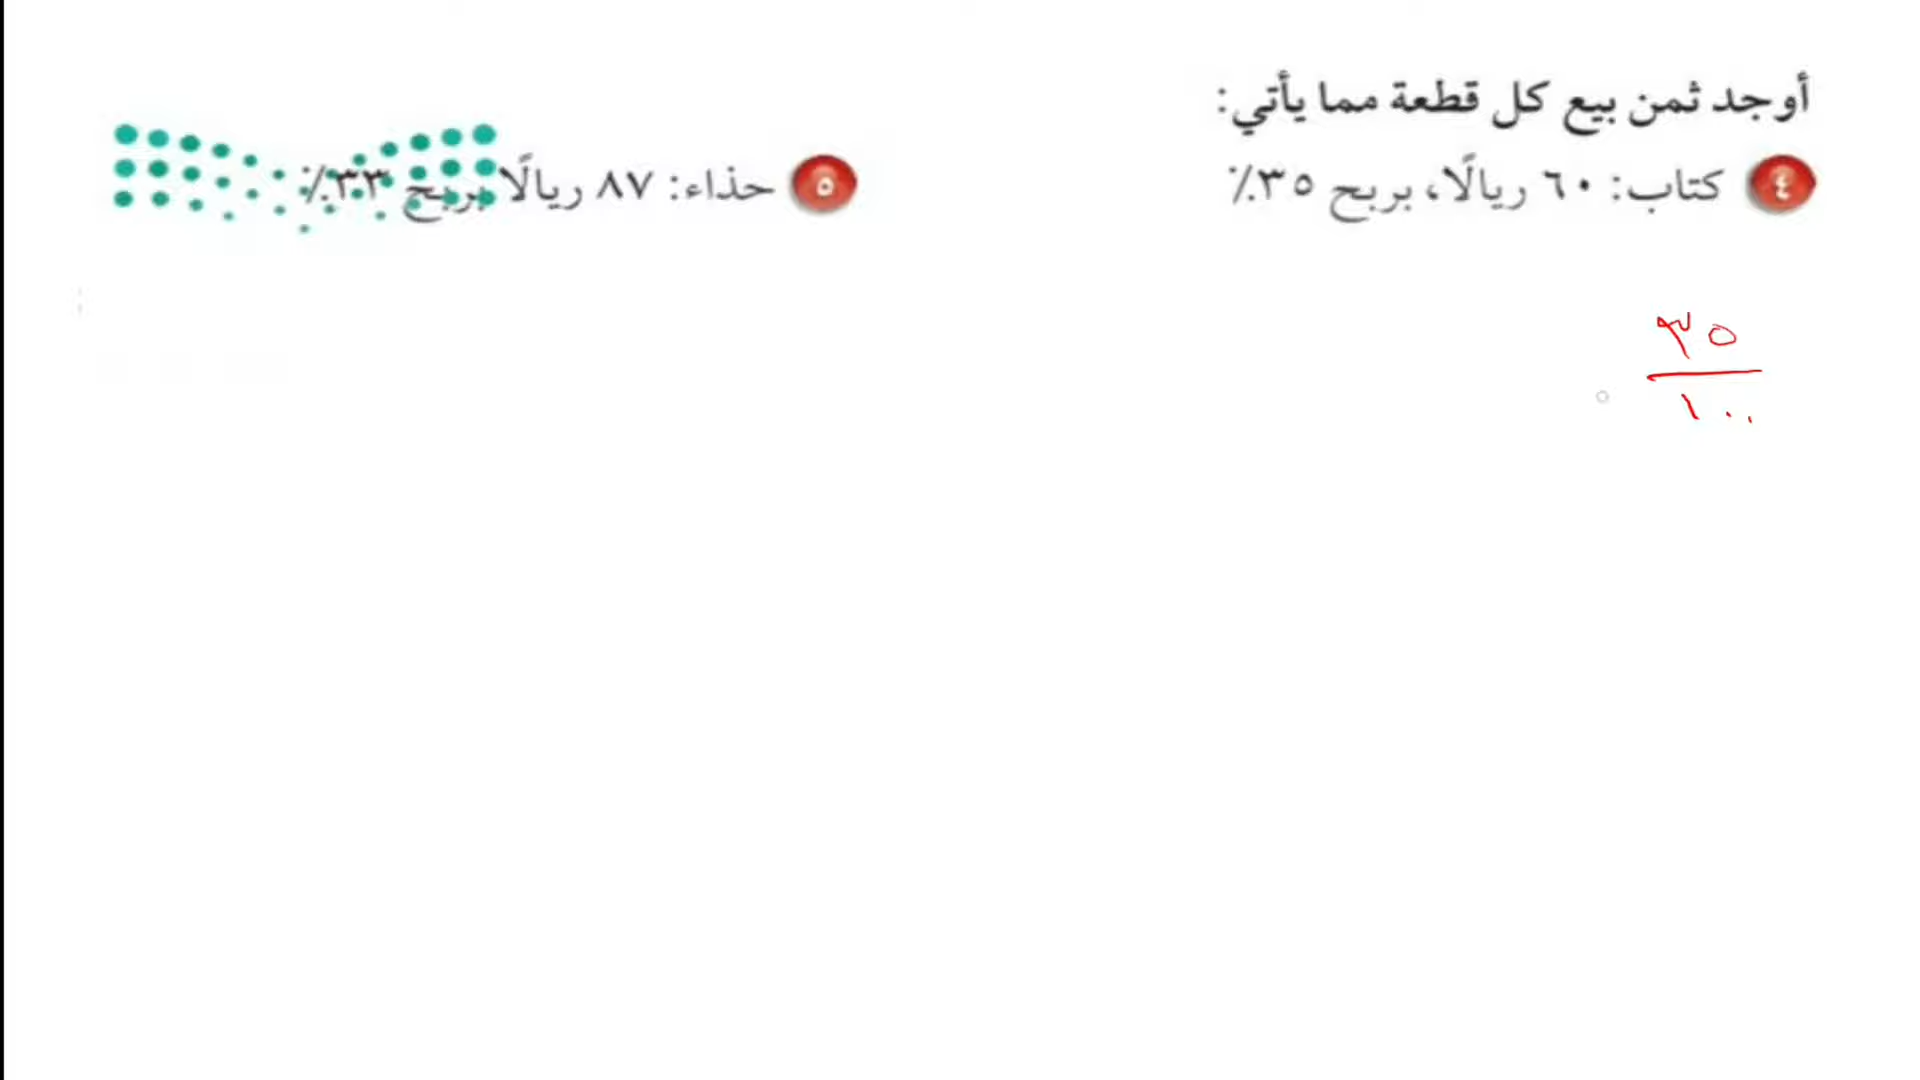 أوجد ثمن بيع كل قطعة مما يأتي:
٤ كتاب: ٦٠ ريالًا، بربح ٣٥٪
٥ حذاء: ٨٧ ريالًا بربح ٣٣٪
٣٥
١٠٠